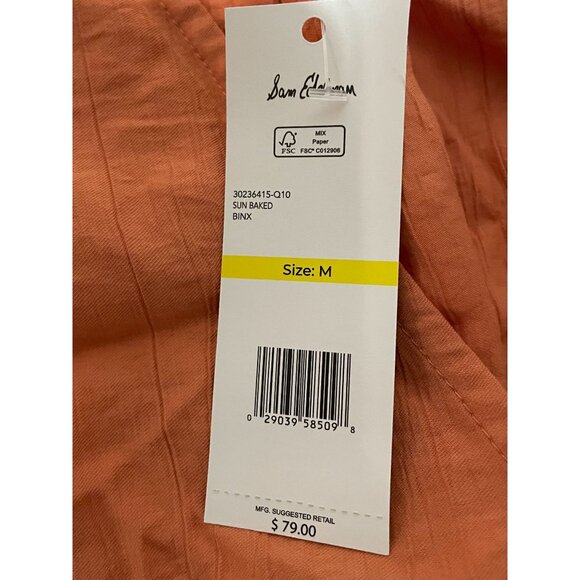 Sam Edelman
MIX
Paper
FSC
FSC® C012906
30236415-Q10
SUN BAKED
BINX
Size: M
0 29039 58509 8
MFG. SUGGESTED RETAIL
$ 79.00